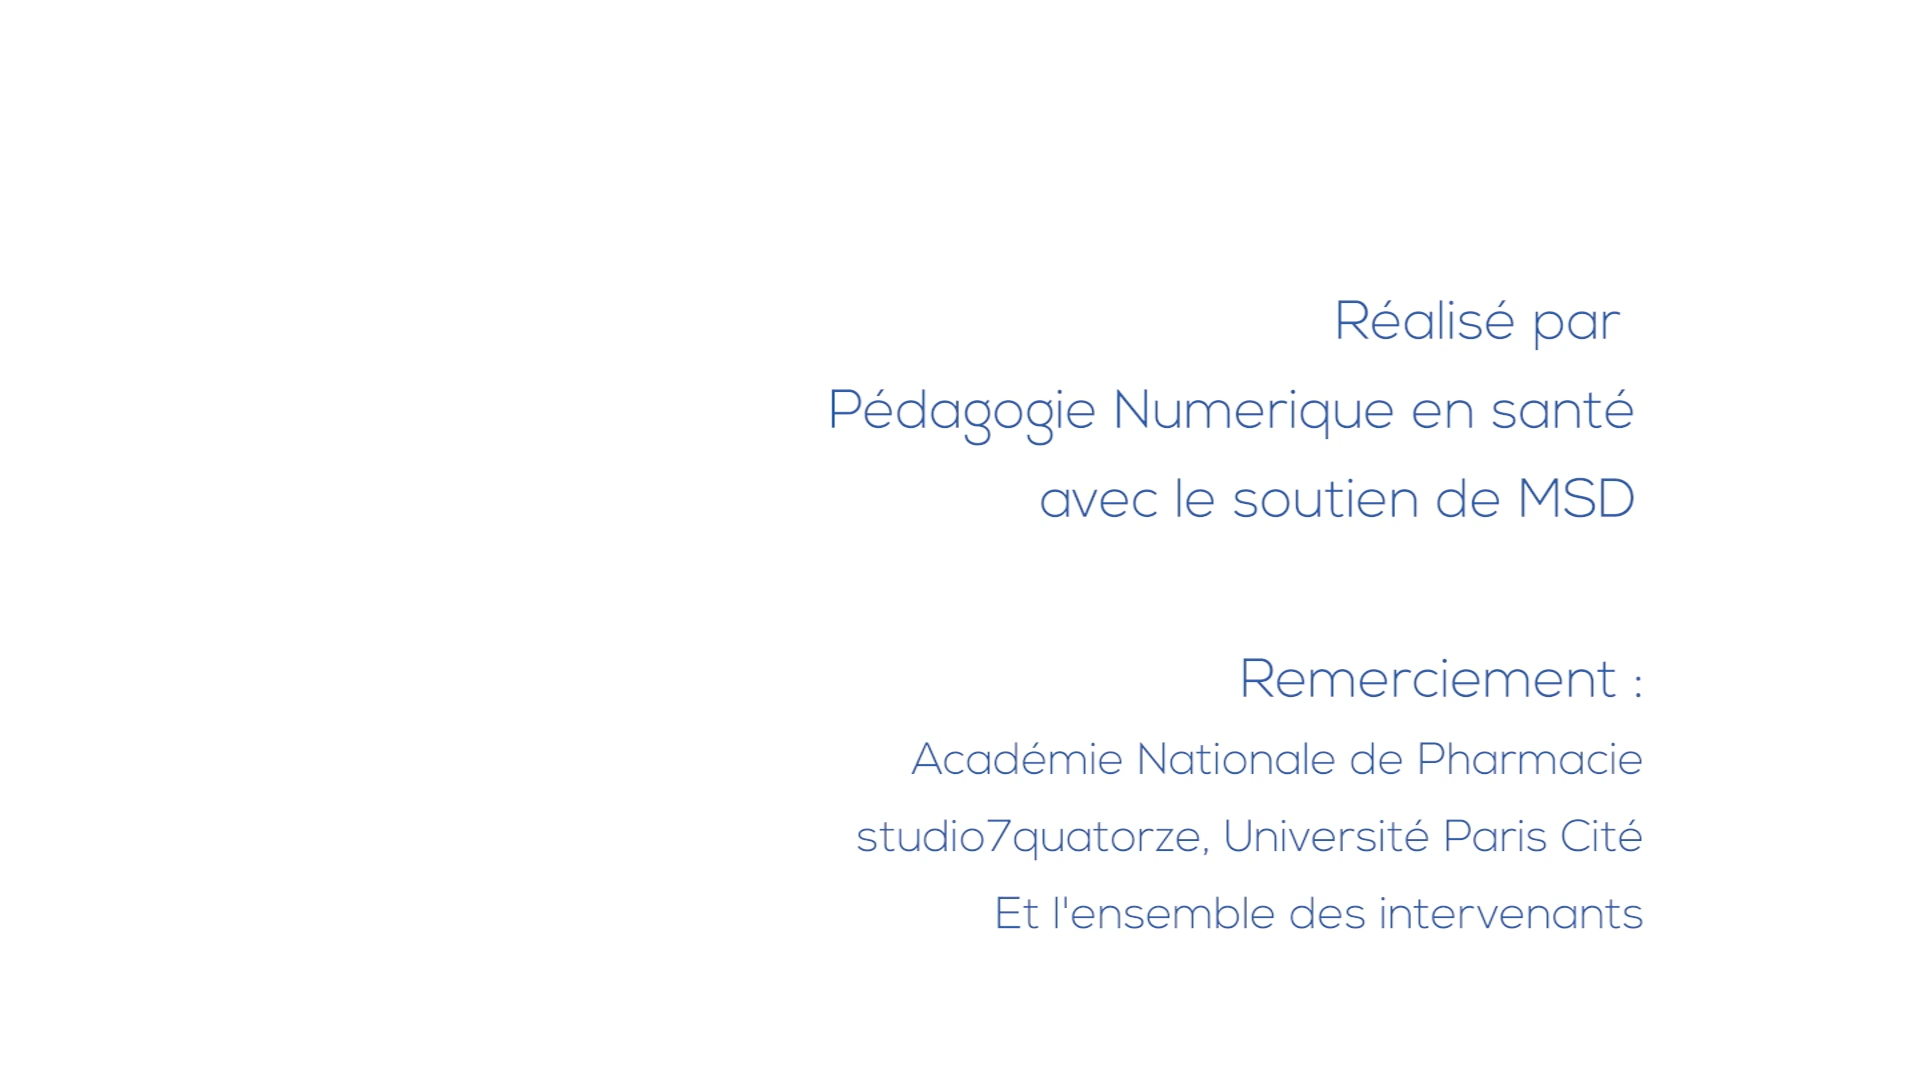 Réalisé par
Pédagogie Numerique en santé
avec le soutien de MSD
Remerciement :
Académie Nationale de Pharmacie
studio7quatorze, Université Paris Cité
Et l'ensemble des intervenants